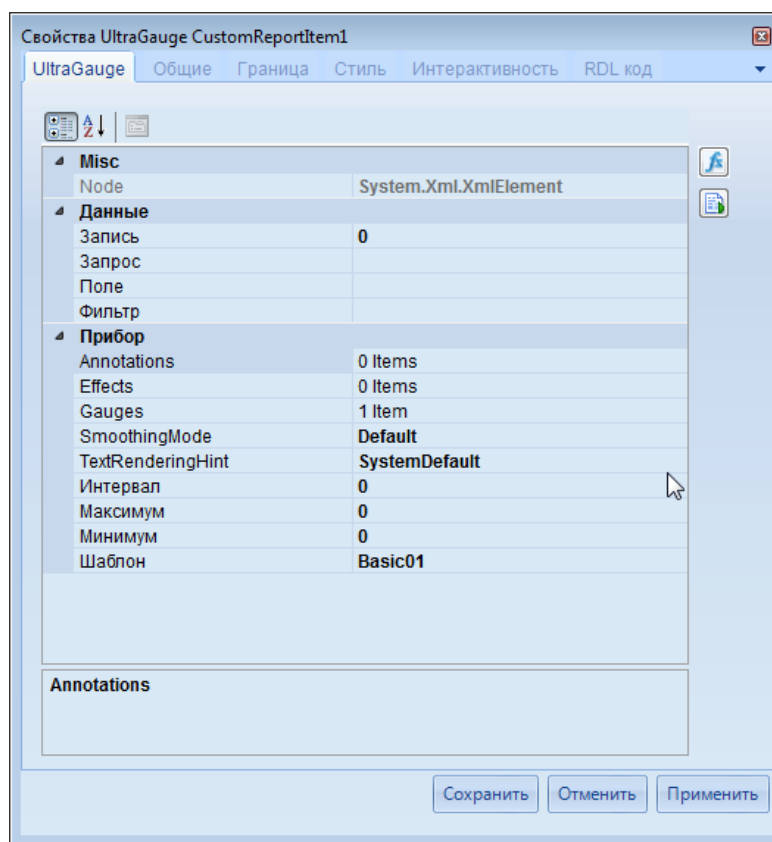 Свойства UltraGauge CustomReportItem1
UltraGauge Общие Граница Стиль Интерактивность RDL код
Misc
Node System.Xml.XmlElement
Данные
Запись 0
Запрос
Поле
Фильтр
Прибор
Annotations 0 Items
Effects 0 Items
Gauges 1 Item
SmoothingMode Default
TextRenderingHint SystemDefault
Интервал 0
Максимум 0
Минимум 0
Шаблон Basic01
Annotations
Сохранить Отменить Применить